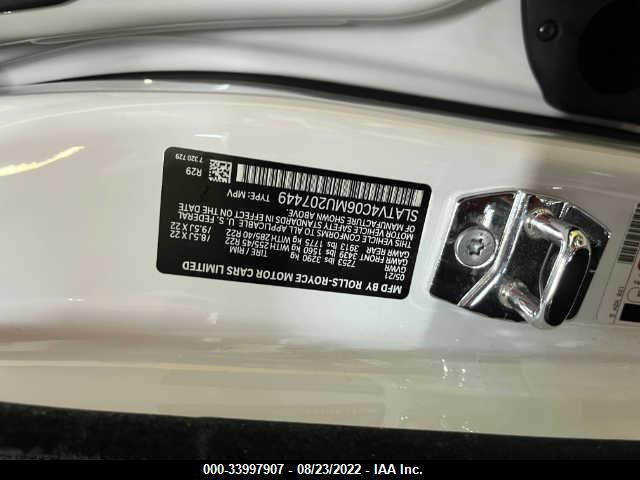 MFD BY ROLLS-ROYCE MOTOR CARS LIMITED
05/21
GVWR 7253 lbs 3290 kg TIRE / RIM
GAWR FRONT 3439 lbs 1560 kg WITH 255/45 R22 18.5J X 22
GAWR REAR 3913 lbs 1775 kg WITH 285/40 R22 19.5J X 22
THIS VEHICLE CONFORMS TO ALL APPLICABLE U. S. FEDERAL
MOTOR VEHICLE SAFETY STANDARDS IN EFFECT ON THE DATE
OF MANUFACTURE SHOWN ABOVE.
SLATV4C06MU207449 TYPE: MPV R29
7 320 729
000-33997907 - 08/23/2022 - IAA Inc.